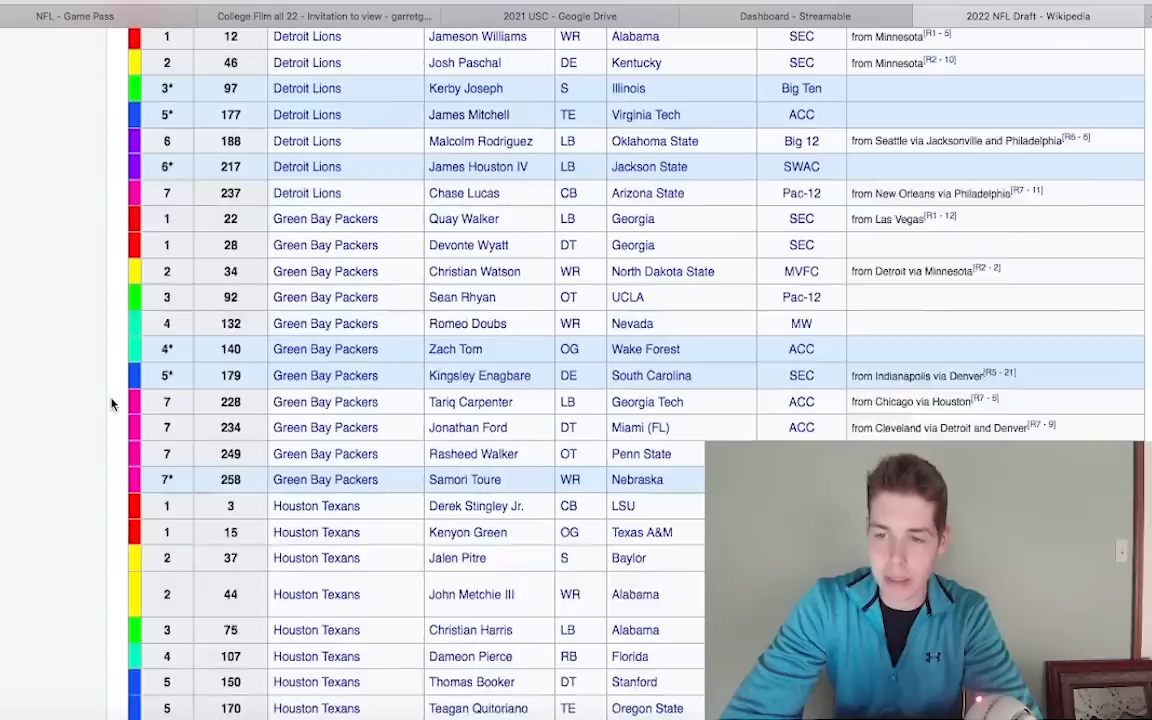 NFL - Game Pass College Film all 22 - Invitation to view - garretg... 2021 USC - Google Drive Dashboard - Streamable 2022 NFL Draft - Wikipedia
1 12 Detroit Lions Jameson Williams WR Alabama SEC from Minnesota[R1 - 5]
2 46 Detroit Lions Josh Paschal DE Kentucky SEC from Minnesota[R2 - 10]
3* 97 Detroit Lions Kerby Joseph S Illinois Big Ten
5* 177 Detroit Lions James Mitchell TE Virginia Tech ACC
6 188 Detroit Lions Malcolm Rodriguez LB Oklahoma State Big 12 from Seattle via Jacksonville and Philadelphia
6* 217 Detroit Lions James Houston IV LB Jackson State SWAC
7 237 Detroit Lions Chase Lucas CB Arizona State Pac-12 from New Orleans via Philadelphia[R7 - 11]
1 22 Green Bay Packers Quay Walker LB Georgia SEC from Las Vegas[R1 - 12]
1 28 Green Bay Packers Devonte Wyatt DT Georgia SEC
2 34 Green Bay Packers Christian Watson WR North Dakota State MVFC from Detroit via Minnesota[R2 - 2]
3 92 Green Bay Packers Sean Rhyan OT UCLA Pac-12
4 132 Green Bay Packers Romeo Doubs WR Nevada MW
4* 140 Green Bay Packers Zach Tom OG Wake Forest ACC
5* 179 Green Bay Packers Kingsley Enagbare DE South Carolina SEC from Indianapolis via Denver[R5 - 21]
7 228 Green Bay Packers Tariq Carpenter LB Georgia Tech ACC from Chicago via Houston
7 234 Green Bay Packers Jonathan Ford DT Miami (FL) ACC from Cleveland via Detroit and Denver[R7 - 9]
7 249 Green Bay Packers Rasheed Walker OT Penn State
7* 258 Green Bay Packers Samori Toure WR Nebraska
1 3 Houston Texans Derek Stingley Jr. CB LSU
1 15 Houston Texans Kenyon Green OG Texas A&M
2 37 Houston Texans Jalen Pitre S Baylor
2 44 Houston Texans John Metchie III WR Alabama
3 75 Houston Texans Christian Harris LB Alabama
4 107 Houston Texans Dameon Pierce RB Florida
5 150 Houston Texans Thomas Booker DT Stanford
5 170 Houston Texans Teagan Quitoriano TE Oregon State